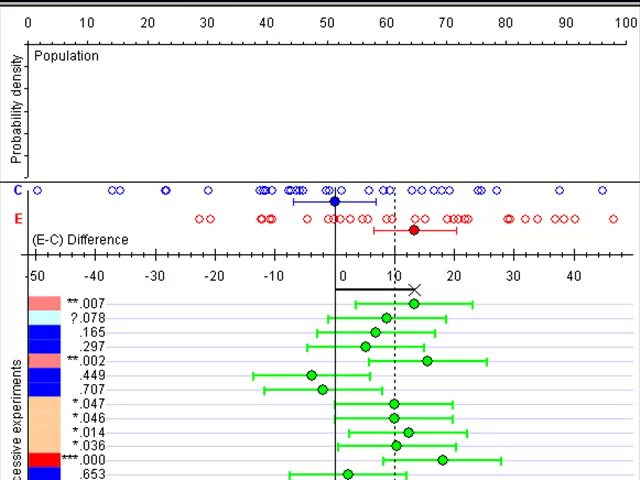 0 10 20 30 40 50 60 70 80 90 100
Population
Probability density
C
E
(E-C) Difference
-50 -40 -30 -20 -10 0 10 20 30 40
**.007
?.078
.165
.297
**.002
.449
.707
*.047
*.046
*.014
*.036
***.000
.653
cessive experiments